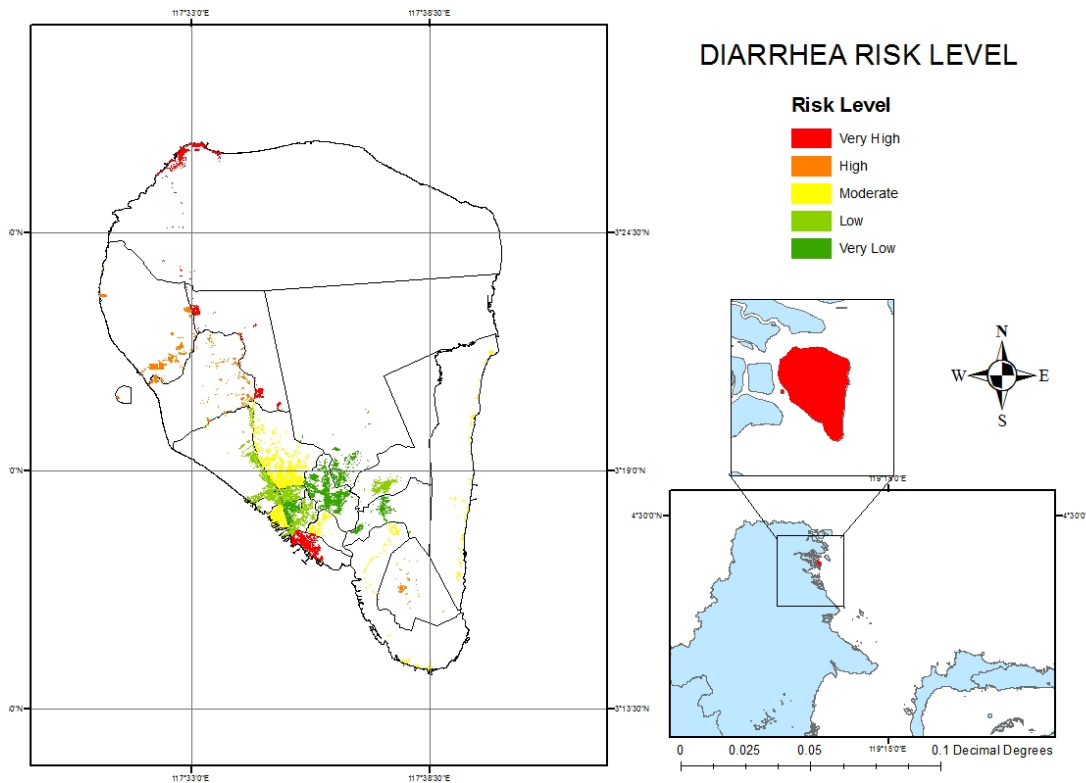 117°33'0"E
117°38'30"E
3°24'30"N
3°19'0"N
3°13'30"N
117°33'0"E
117°38'30"E
DIARRHEA RISK LEVEL
Risk Level
Very High
High
Moderate
Low
Very Low
N
W
E
S
119°15'0"E
4°30'0"N
4°30'0"
119°15'0"E
0
0.025
0.05
0.1 Decimal Degrees